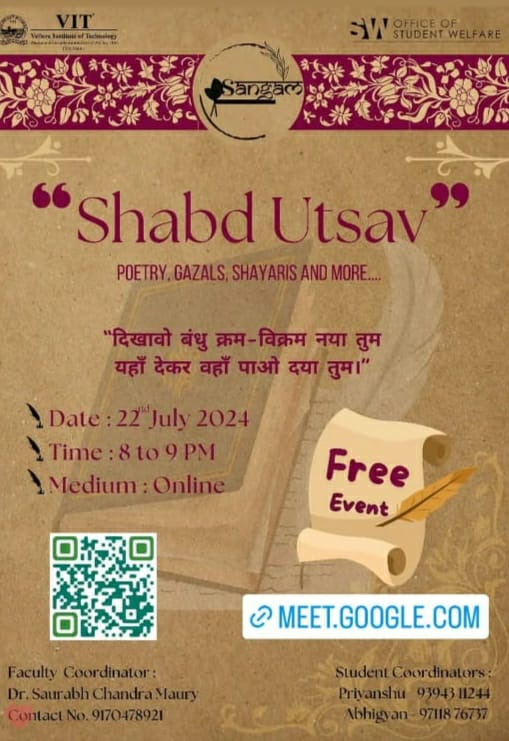 VIT
Vellore Institute of Technology
SW OFFICE OF
STUDENT WELFARE
Sangam
“Shabd Utsav”
POETRY, GAZALS, SHAYARIS AND MORE....
“दिखावो बंधु क्रम-विक्रम नया तुम
यहाँ देकर वहाँ पाओ दया तुम।”
Date : 22nd July 2024
Time : 8 to 9 PM
Medium : Online
Free
Event
MEET.GOOGLE.COM
Faculty Coordinator :
Dr. Saurabh Chandra Maury
Contact No. 9170478921
Student Coordinators :
Priyanshu 93943 11244
Abhigyan - 97118 76737